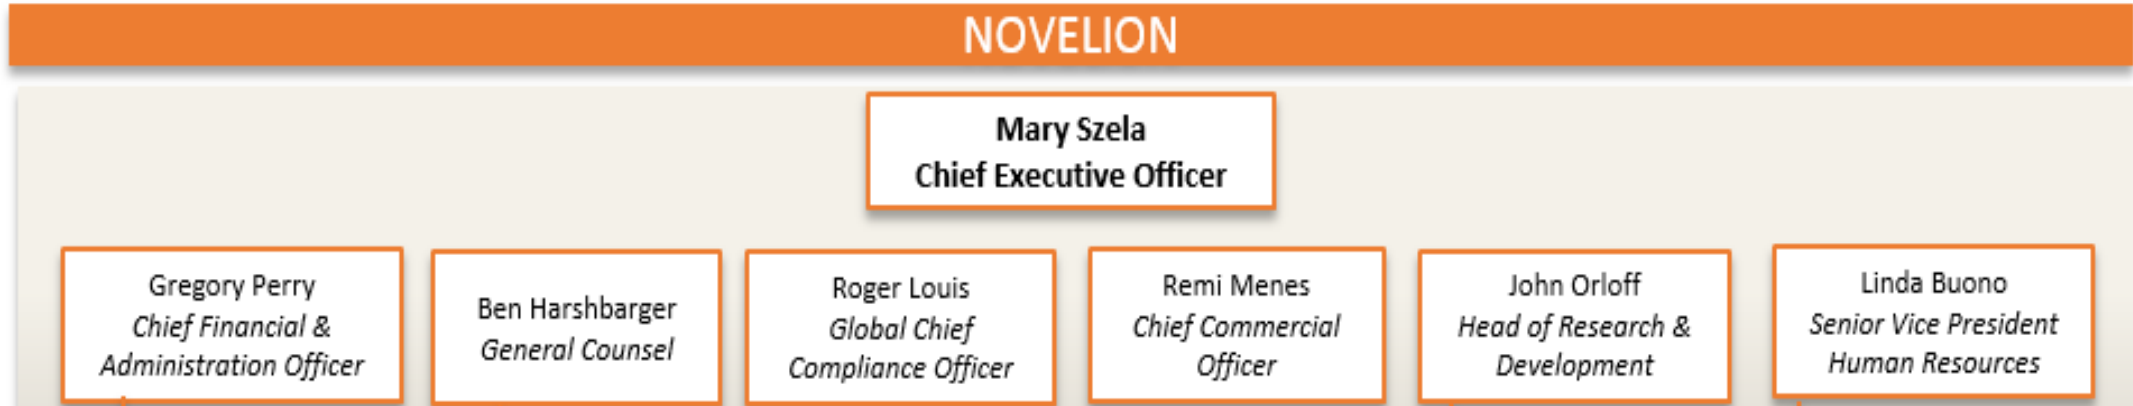 NOVELION
Mary Szela
Chief Executive Officer
Gregory Perry
Chief Financial &
Administration Officer
Ben Harshbarger
General Counsel
Roger Louis
Global Chief
Compliance Officer
Remi Menes
Chief Commercial
Officer
John Orloff
Head of Research &
Development
Linda Buono
Senior Vice President
Human Resources